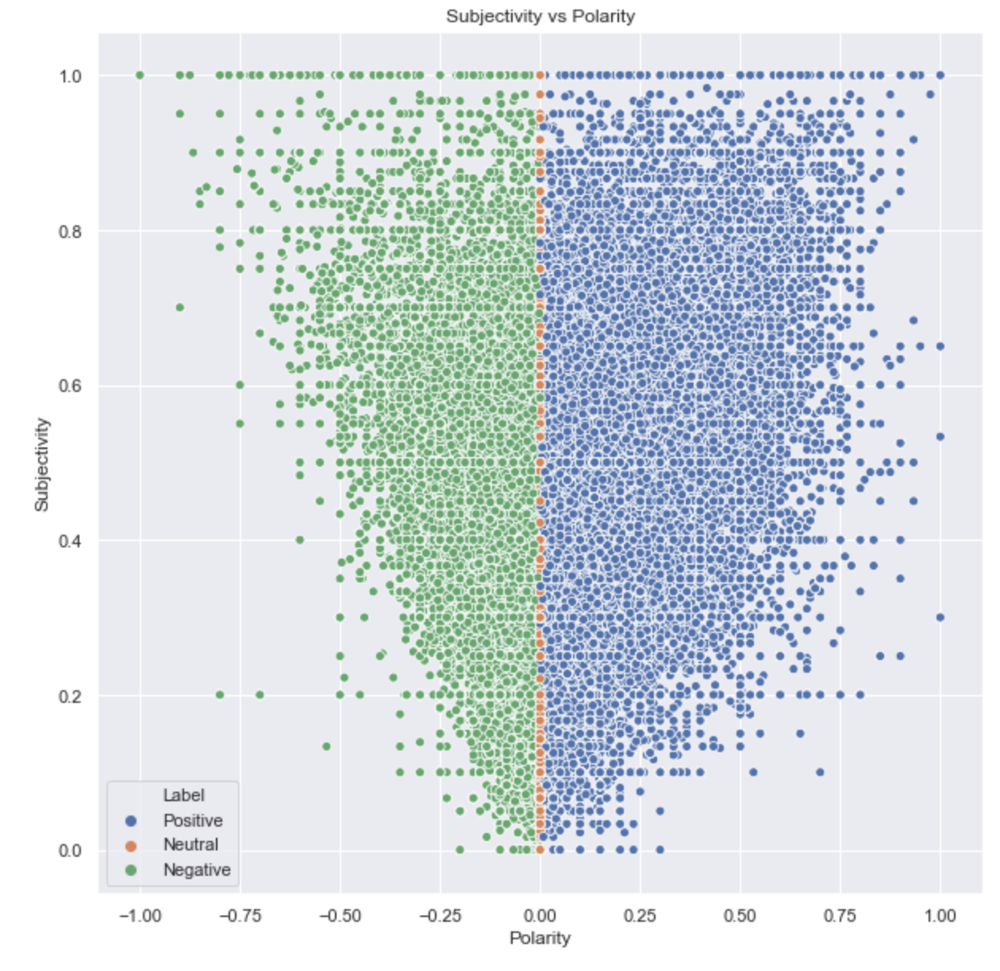 Subjectivity vs Polarity
1.0
0.8
0.6
0.4
0.2
0.0
Subjectivity
Label
Positive
Neutral
Negative
−1.00 −0.75 −0.50 −0.25 0.00 0.25 0.50 0.75 1.00
Polarity